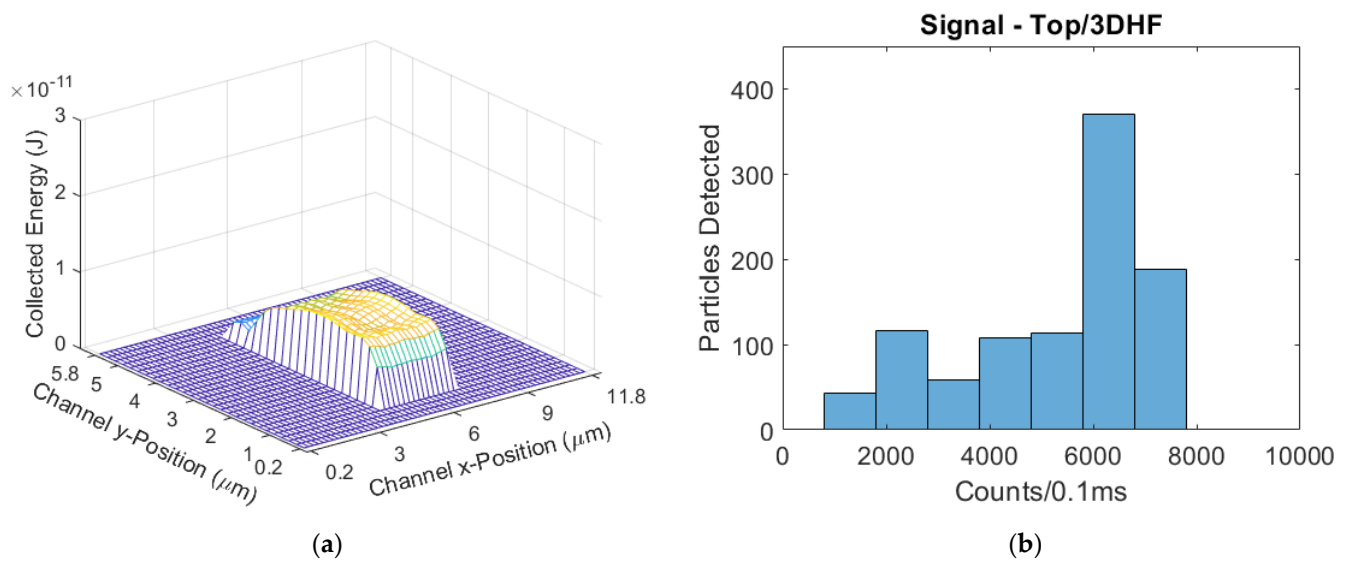 × 10⁻¹¹
3
2
1
0
Collected Energy (J)
5.8
5
4
3
2
1
0.2
Channel y-Position (μm)
0.2
3
6
9
11.8
Channel x-Position (μm)
(a)
Signal - Top/3DHF
400
300
200
100
0
Particles Detected
0 2000 4000 6000 8000 10000
Counts/0.1ms
(b)